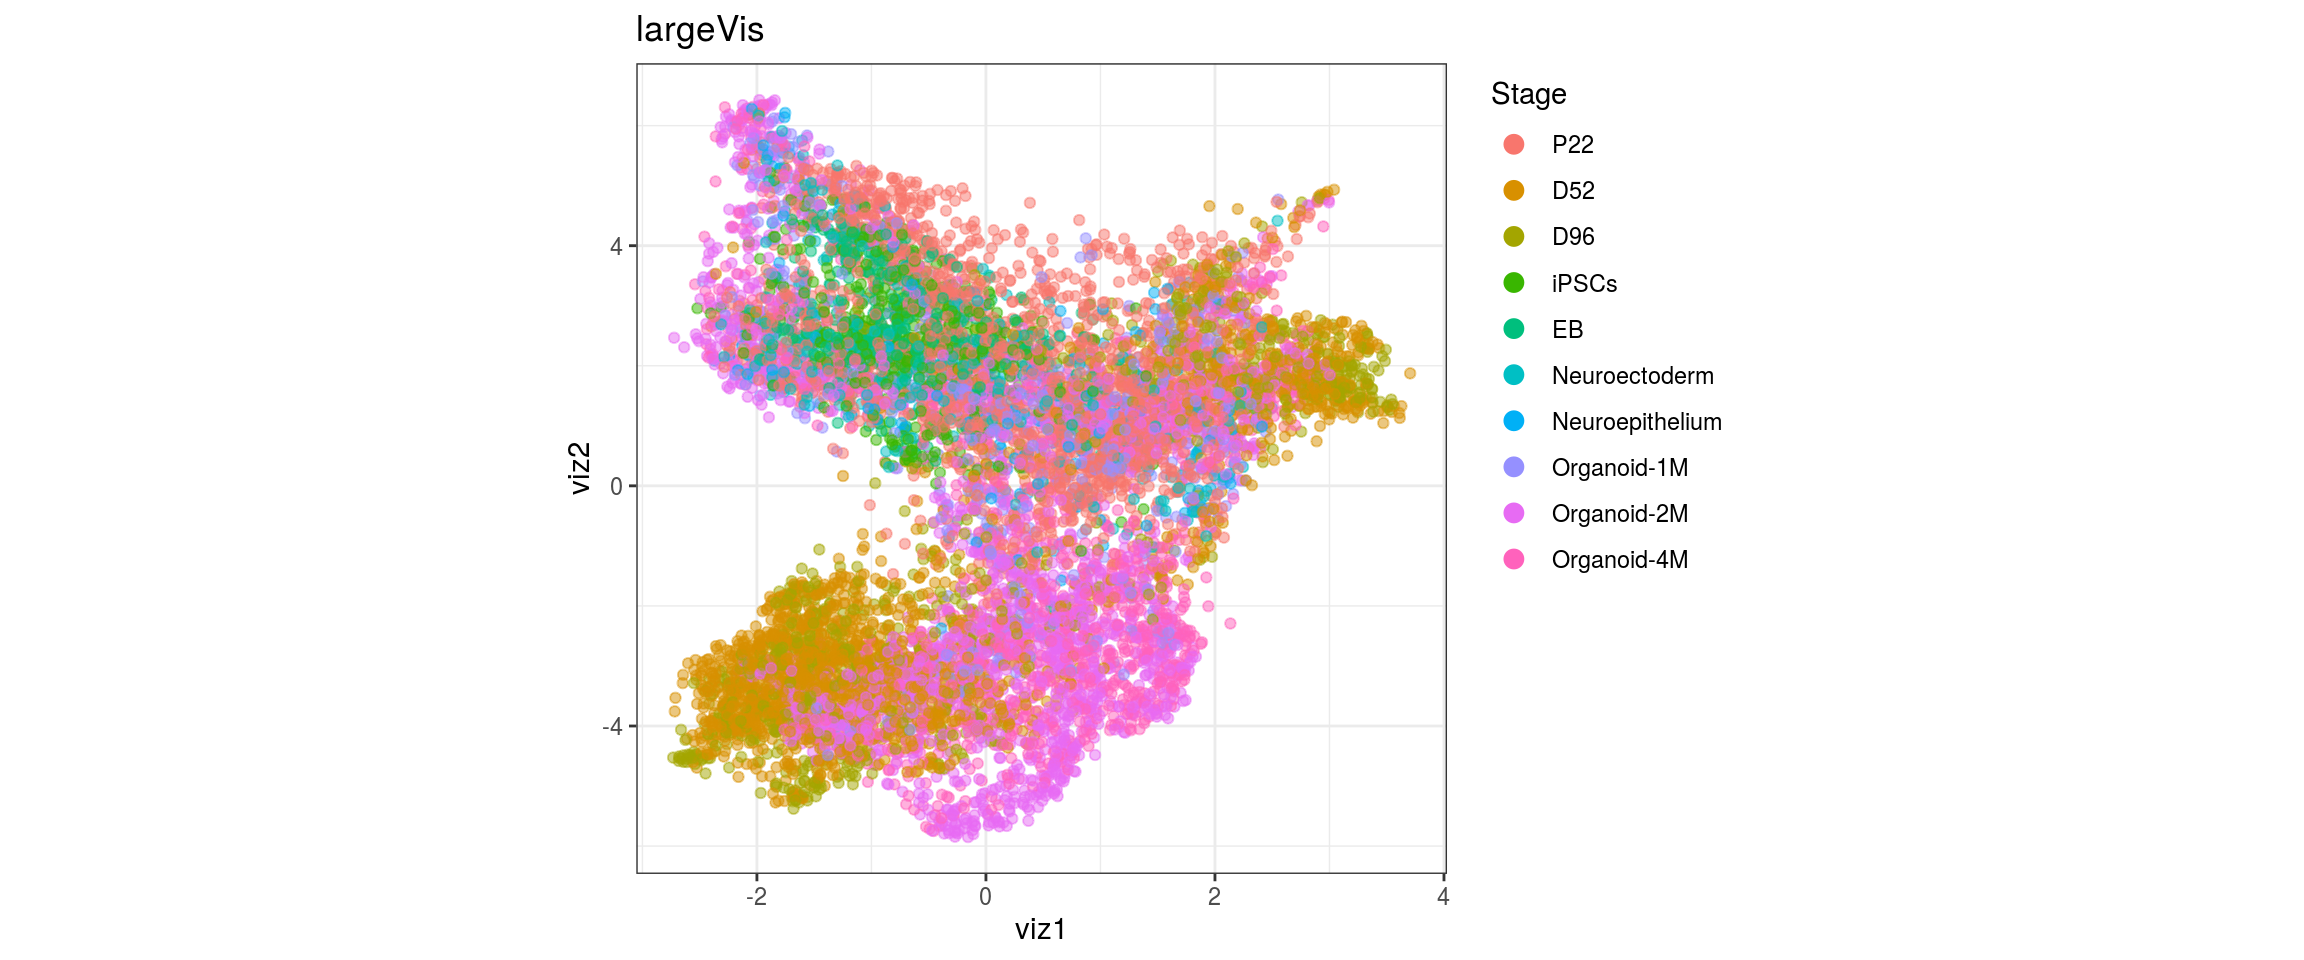 largeVis
Stage
P22
D52
D96
iPSCs
EB
Neuroectoderm
Neuroepithelium
Organoid-1M
Organoid-2M
Organoid-4M
4
0
-4
viz2
-2
0
2
4
viz1